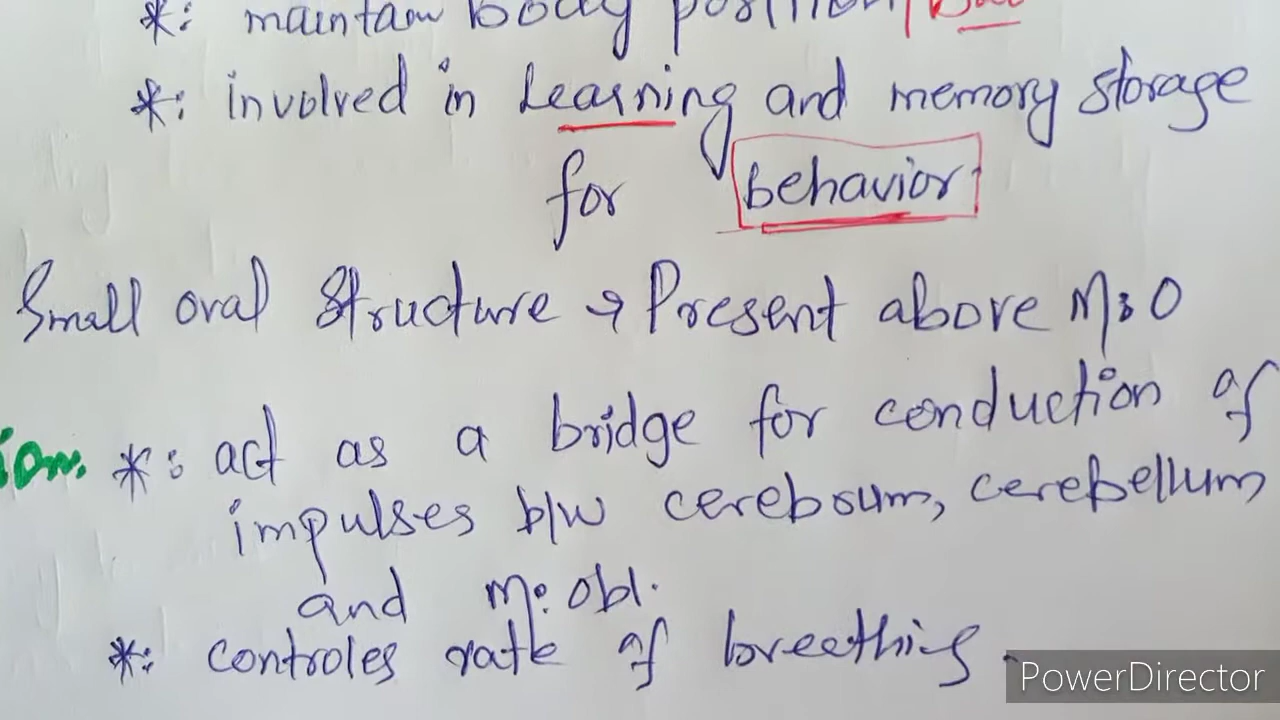 *: maintain body position/
*: involved in Learning and memory storage
for behavior
Small oval structure → Present above M:O
*: act as a bridge for conduction of
impulses b/w cerebrum, cerebellum
and M: obl.
*: controles rate of breething.
PowerDirector